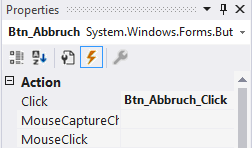 Properties
Btn_Abbruch System.Windows.Forms.But
Action
Click Btn_Abbruch_Click
MouseCaptureCh
MouseClick